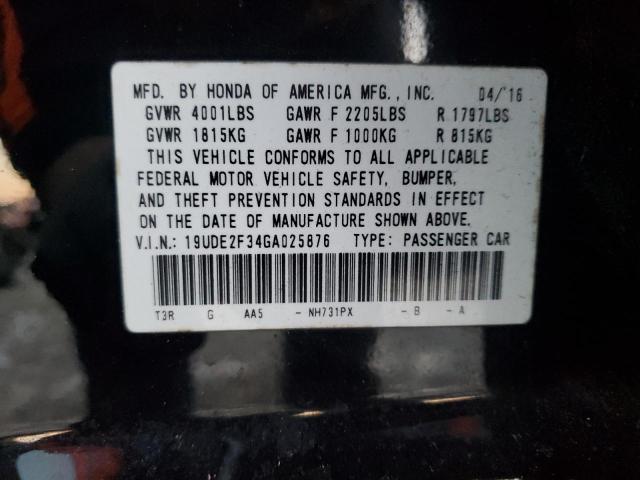 MFD. BY HONDA OF AMERICA MFG., INC. 04/16
GVWR 4001LBS GAWR F 2205LBS R 1797LBS
GVWR 1815KG GAWR F 1000KG R 815KG
THIS VEHICLE CONFORMS TO ALL APPLICABLE
FEDERAL MOTOR VEHICLE SAFETY, BUMPER,
AND THEFT PREVENTION STANDARDS IN EFFECT
ON THE DATE OF MANUFACTURE SHOWN ABOVE.
V.I.N.: 19UDE2F34GA025876 TYPE: PASSENGER CAR
T3R G AA5 - NH731PX - B - A